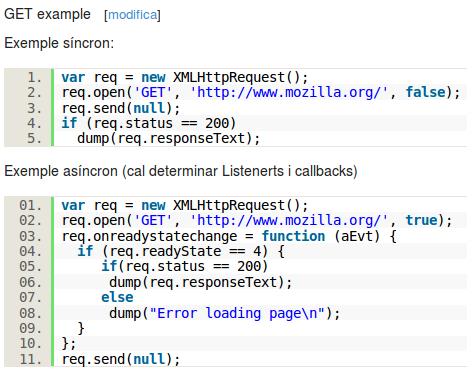 GET example [modifica]
Exemple síncron:
1. var req = new XMLHttpRequest();
2. req.open('GET', 'http://www.mozilla.org/', false);
3. req.send(null);
4. if (req.status == 200)
5. dump(req.responseText);
Exemple asíncron (cal determinar Listenerts i callbacks)
01. var req = new XMLHttpRequest();
02. req.open('GET', 'http://www.mozilla.org/', true);
03. req.onreadystatechange = function (aEvt) {
04. if (req.readyState == 4) {
05. if(req.status == 200)
06. dump(req.responseText);
07. else
08. dump("Error loading page\n");
09. }
10. };
11. req.send(null);